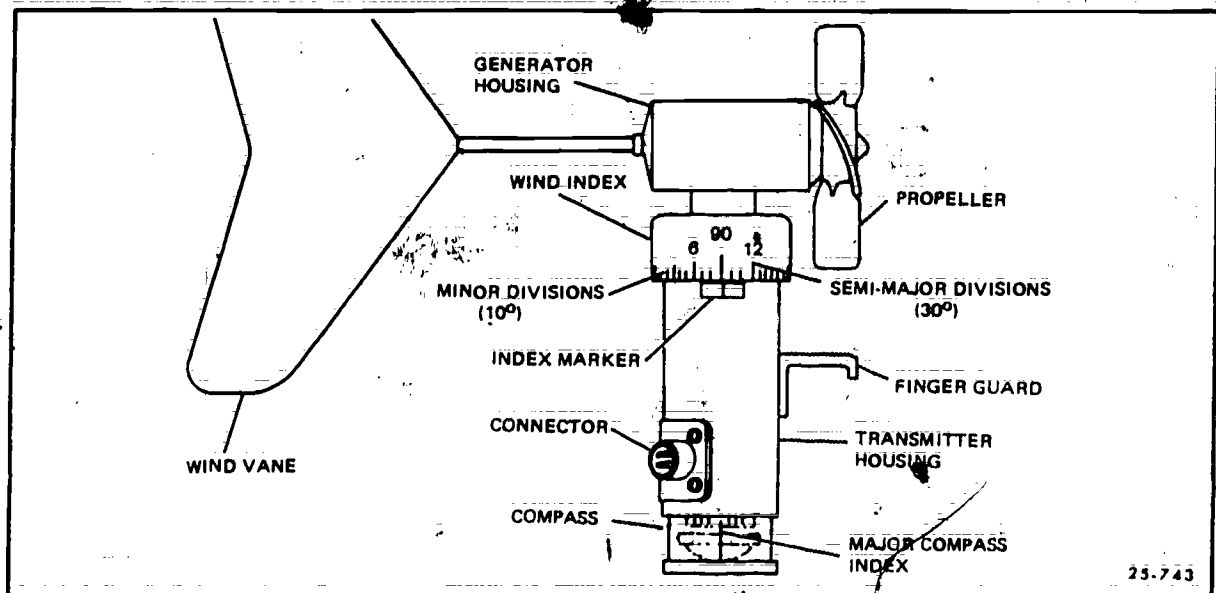 GENERATOR
HOUSING
WIND INDEX
PROPELLER
90
6
12
MINOR DIVISIONS
(10°)
SEMI-MAJOR DIVISIONS
(30°)
INDEX MARKER
FINGER GUARD
CONNECTOR
TRANSMITTER
HOUSING
WIND VANE
COMPASS
MAJOR COMPASS
INDEX
25-743